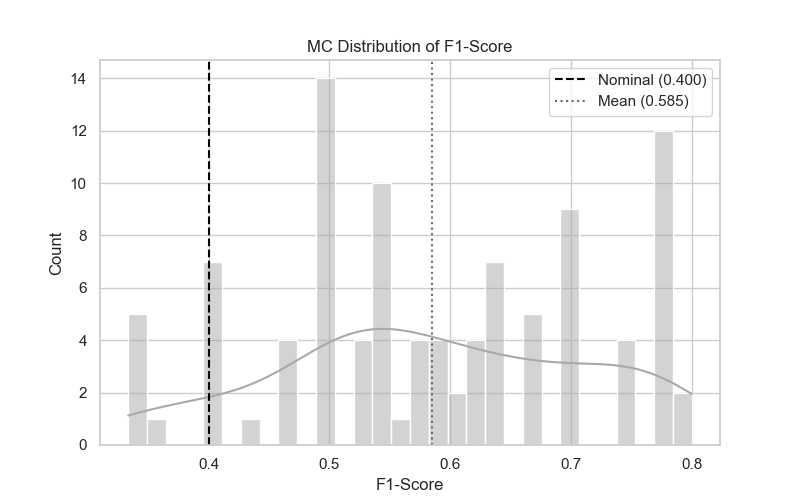 MC Distribution of F1-Score
Nominal (0.400)
Mean (0.585)
Count
14
12
10
8
6
4
2
0
0.4 0.5 0.6 0.7 0.8
F1-Score